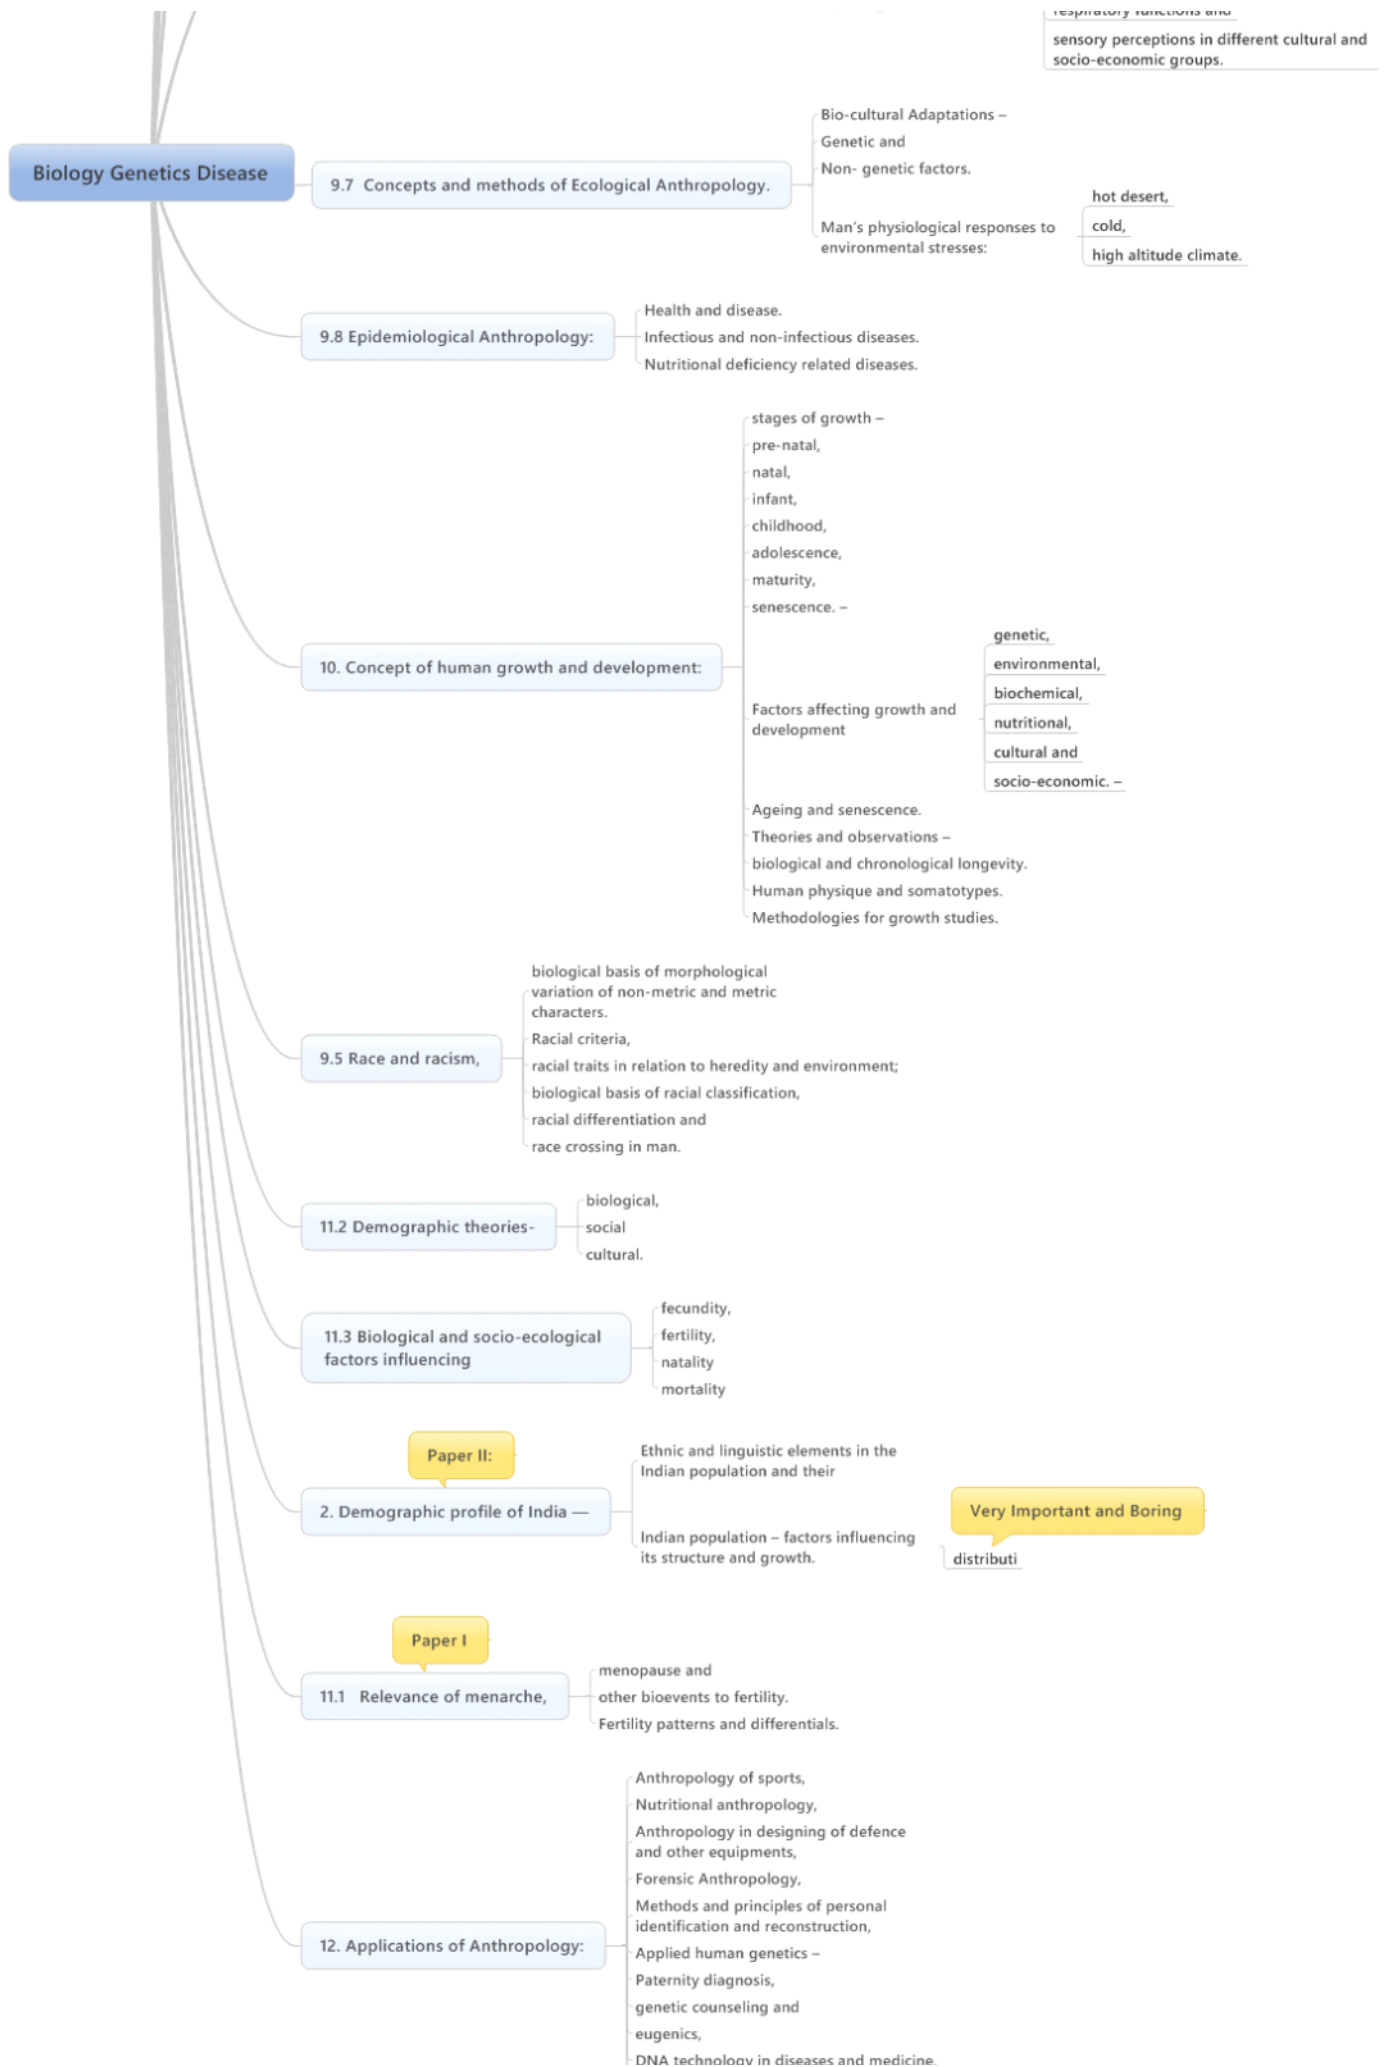 respiratory functions and
sensory perceptions in different cultural and
socio-economic groups.
Biology Genetics Disease
9.7 Concepts and methods of Ecological Anthropology.
Bio-cultural Adaptations –
Genetic and
Non- genetic factors.
Man's physiological responses to
environmental stresses:
hot desert,
cold,
high altitude climate.
9.8 Epidemiological Anthropology:
Health and disease.
Infectious and non-infectious diseases.
Nutritional deficiency related diseases.
10. Concept of human growth and development:
stages of growth –
pre-natal,
natal,
infant,
childhood,
adolescence,
maturity,
senescence. –
Factors affecting growth and
development
genetic,
environmental,
biochemical,
nutritional,
cultural and
socio-economic. –
Ageing and senescence.
Theories and observations –
biological and chronological longevity.
Human physique and somatotypes.
Methodologies for growth studies.
9.5 Race and racism,
biological basis of morphological
variation of non-metric and metric
characters.
Racial criteria,
racial traits in relation to heredity and environment;
biological basis of racial classification,
racial differentiation and
race crossing in man.
11.2 Demographic theories-
biological,
social
cultural.
11.3 Biological and socio-ecological
factors influencing
fecundity,
fertility,
natality
mortality
Paper II:
2. Demographic profile of India —
Ethnic and linguistic elements in the
Indian population and their
Indian population – factors influencing
its structure and growth.
Very Important and Boring
distributi
Paper I
11.1 Relevance of menarche,
menopause and
other bioevents to fertility.
Fertility patterns and differentials.
12. Applications of Anthropology:
Anthropology of sports,
Nutritional anthropology,
Anthropology in designing of defence
and other equipments,
Forensic Anthropology,
Methods and principles of personal
identification and reconstruction,
Applied human genetics –
Paternity diagnosis,
genetic counseling and
eugenics,
DNA technology in diseases and medicine,